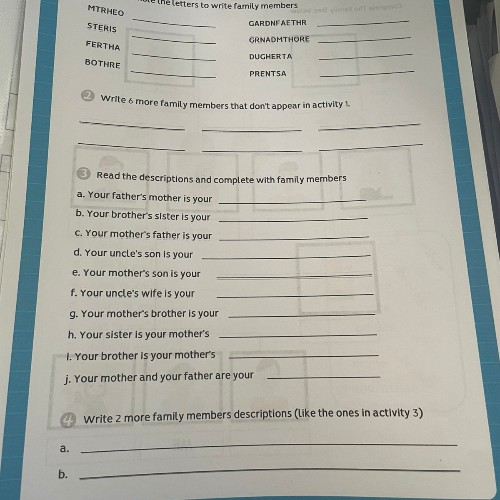 the letters to write family members
MTRHEO GARDNFAETHR
STERIS GRNADMTHORE
FERTHA DUGHERTA
BOTHRE PRENTSA
2 Write 6 more family members that don't appear in activity 1.
3 Read the descriptions and complete with family members
a. Your father's mother is your
b. Your brother's sister is your
c. Your mother's father is your
d. Your uncle's son is your
e. Your mother's son is your
f. Your uncle's wife is your
g. Your mother's brother is your
h. Your sister is your mother's
i. Your brother is your mother's
j. Your mother and your father are your
4 Write 2 more family members descriptions (like the ones in activity 3)
a.
b.